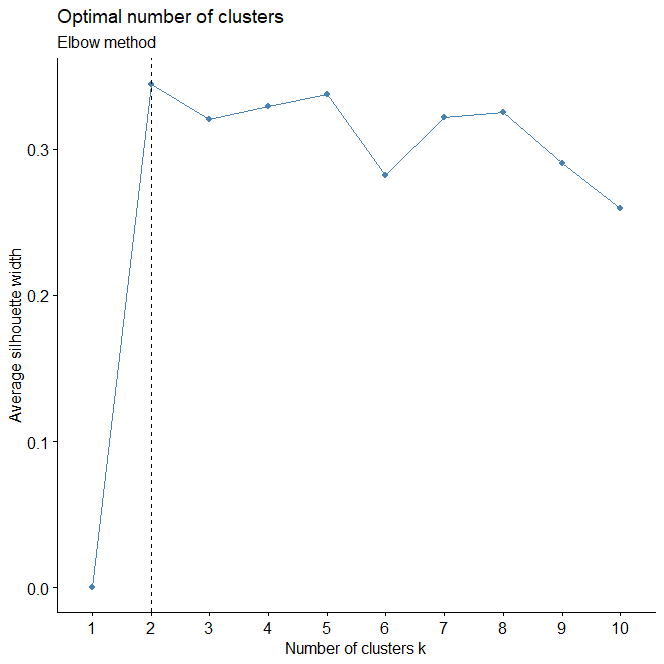 Optimal number of clusters
Elbow method
Average silhouette width
0.3
0.2
0.1
0.0
1 2 3 4 5 6 7 8 9 10
Number of clusters k